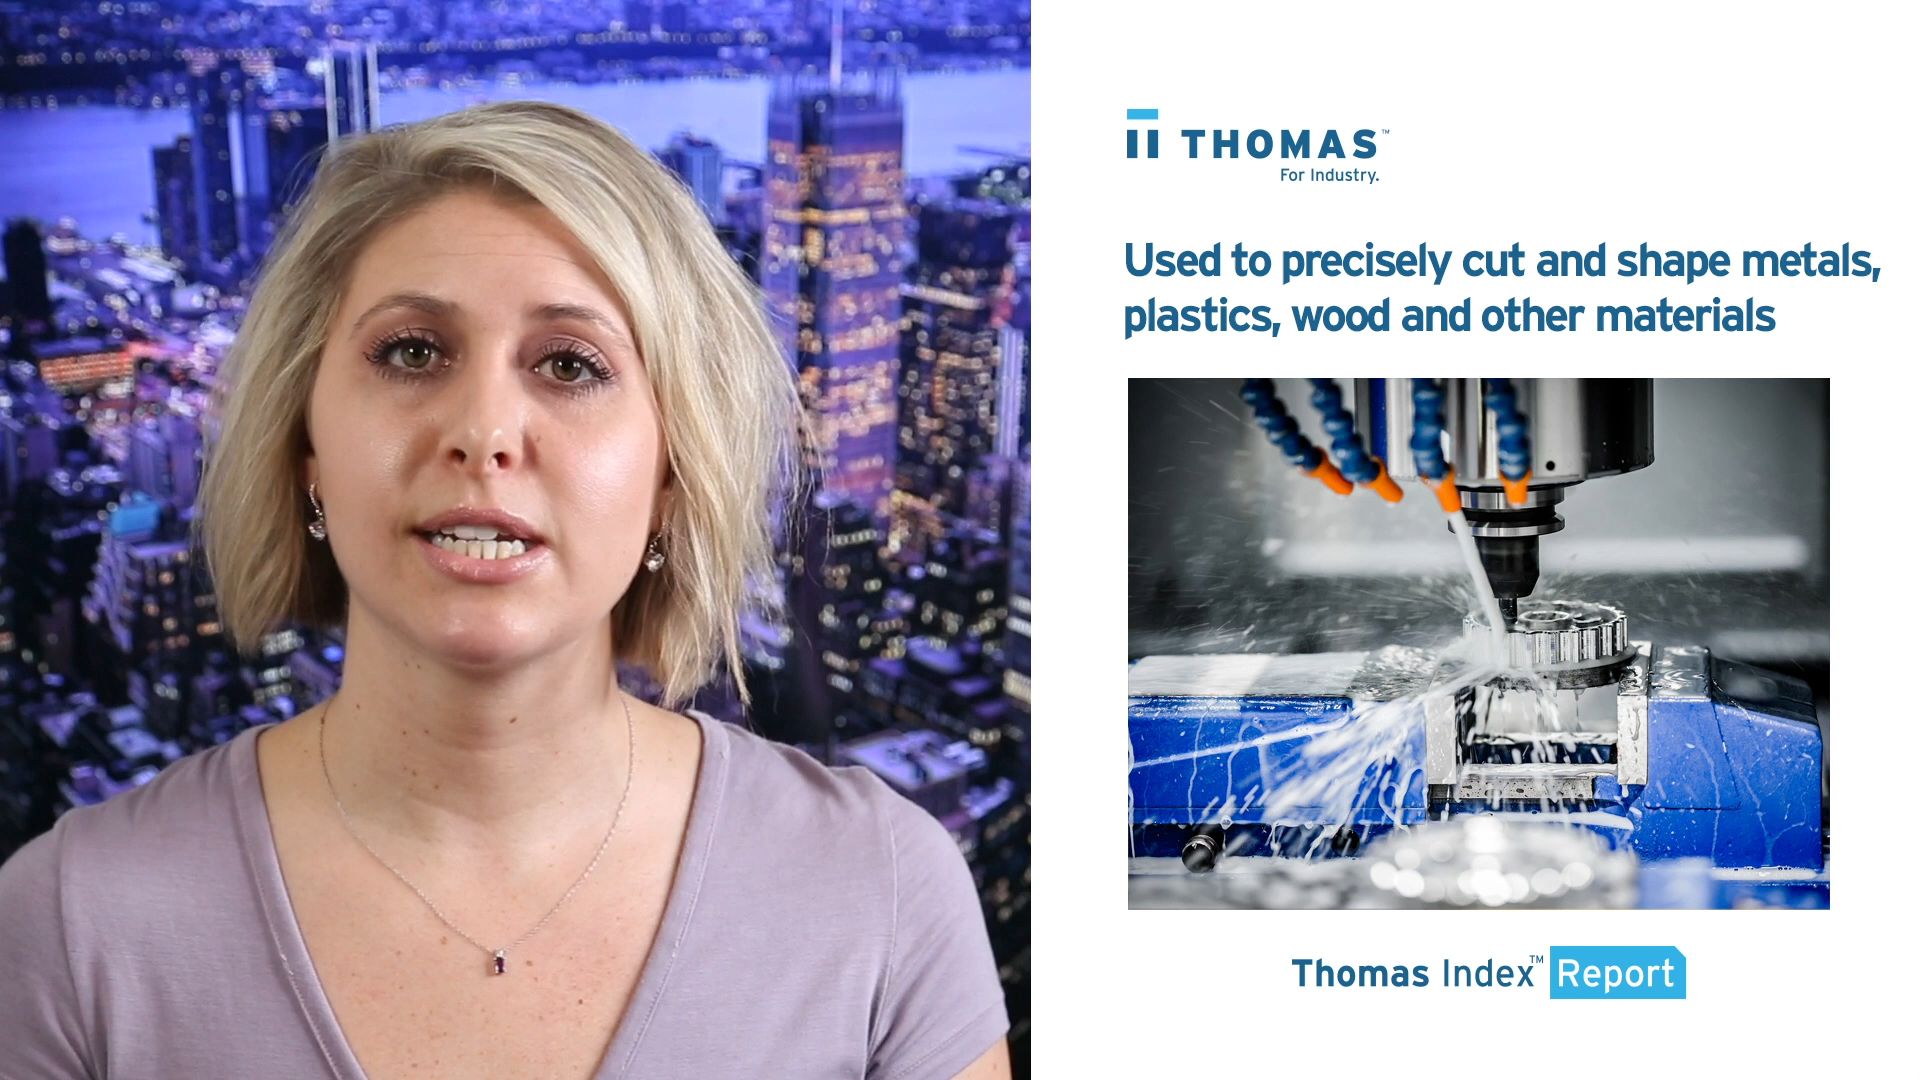 THOMAS™
For Industry.
Used to precisely cut and shape metals,
plastics, wood and other materials
Thomas Index™ Report